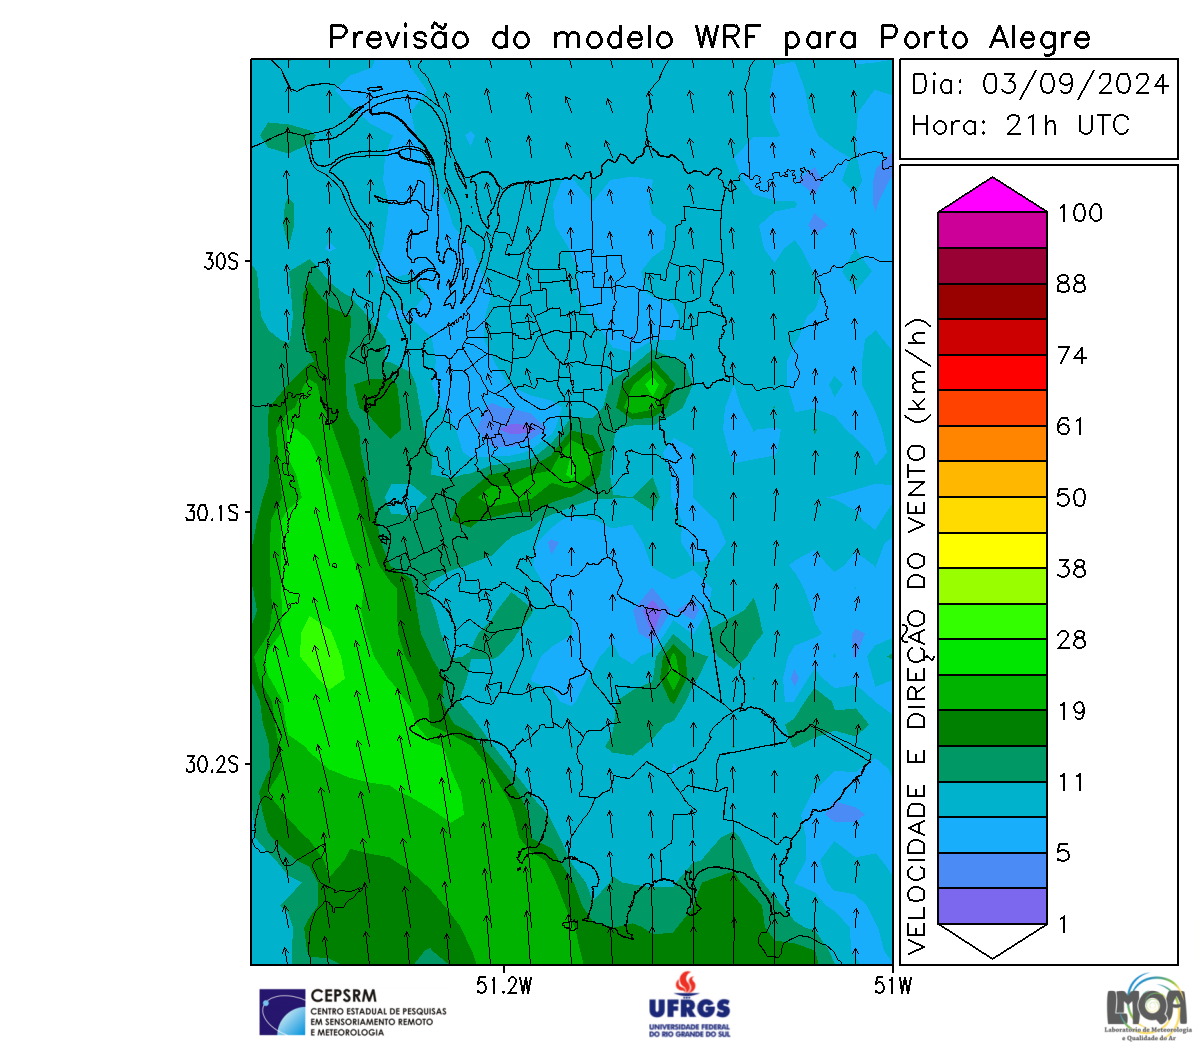 Previsão do modelo WRF para Porto Alegre
Dia: 03/09/2024
Hora: 21h UTC
30S
30.1S
30.2S
51.2W
51W
VELOCIDADE E DIREÇÃO DO VENTO (km/h)
100
88
74
61
50
38
28
19
11
5
1
CEPSRM
CENTRO ESTADUAL DE PESQUISAS
EM SENSORIAMENTO REMOTO
E METEOROLOGIA
UFRGS
UNIVERSIDADE FEDERAL
DO RIO GRANDE DO SUL
LMQA
Laboratório de Meteorologia
e Qualidade do Ar